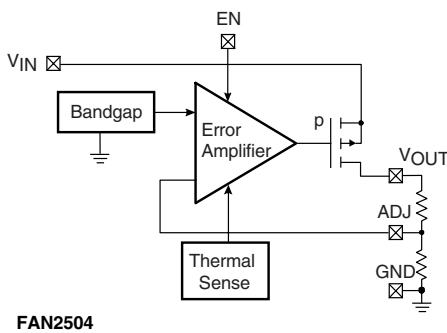 EN
VIN
Bandgap
Error
Amplifier
p
VOUT
ADJ
Thermal
Sense
GND
FAN2504